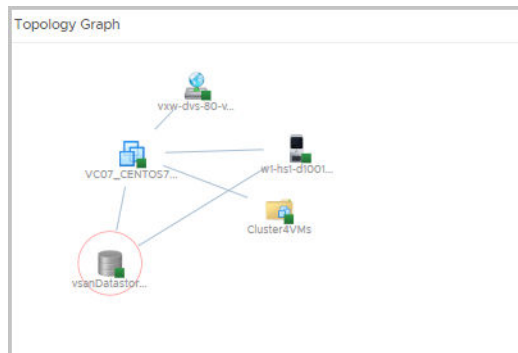 Topology Graph
vxw-dvs-80-v...
VC07_CENTOS7...
w1-hs1-d1001...
Cluster4VMs
vsanDatastor...